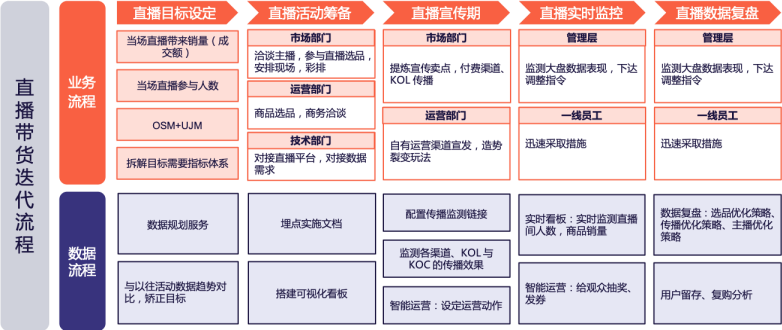 直播带货迭代流程
直播目标设定
直播活动筹备
直播宣传期
直播实时监控
直播数据复盘
业务
流程
当场直播带来销量（成
交额）
当场直播参与人数
OSM+UJM
拆解目标需要指标体系
市场部门
洽谈主播，参与直播选品，
安排现场，彩排
运营部门
商品选品，商务洽谈
技术部门
对接直播平台，对接数据
需求
市场部门
提炼宣传卖点，付费渠道、
KOL 传播
运营部门
自有运营渠道宣发，造势
裂变玩法
管理层
监测大盘数据表现，下达
调整指令
一线员工
迅速采取措施
管理层
监测大盘数据表现，下达
调整指令
一线员工
迅速采取措施
数据
流程
数据规划服务
与以往活动数据趋势对
比，矫正目标
埋点实施文档
搭建可视化看板
配置传播监测链接
监测各渠道、KOL 与
KOC 的传播效果
智能运营：设定运营动作
实时看板：实时监测直播
间人数，商品销量
智能运营：给观众抽奖、
发券
数据复盘：选品优化策略、
传播优化策略、主播优化
策略
用户留存、复购分析